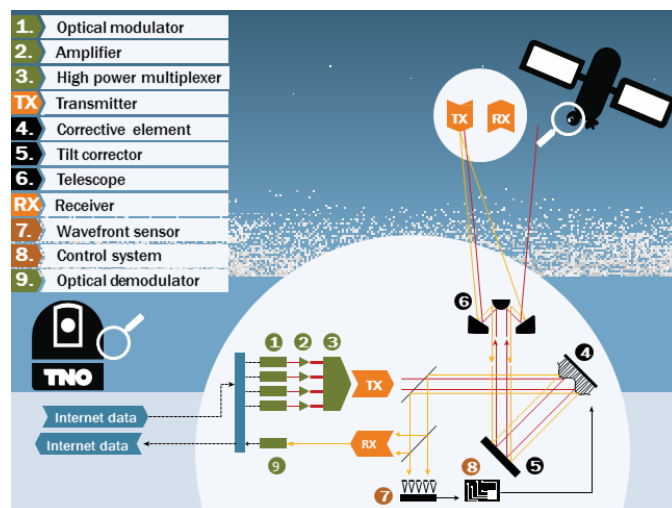 1. Optical modulator
2. Amplifier
3. High power multiplexer
TX Transmitter
4. Corrective element
5. Tilt corrector
6. Telescope
RX Receiver
7. Wavefront sensor
8. Control system
9. Optical demodulator
TX RX
6
TNO
1 2 3
4
TX
Internet data
Internet data
RX
9
5
7
8